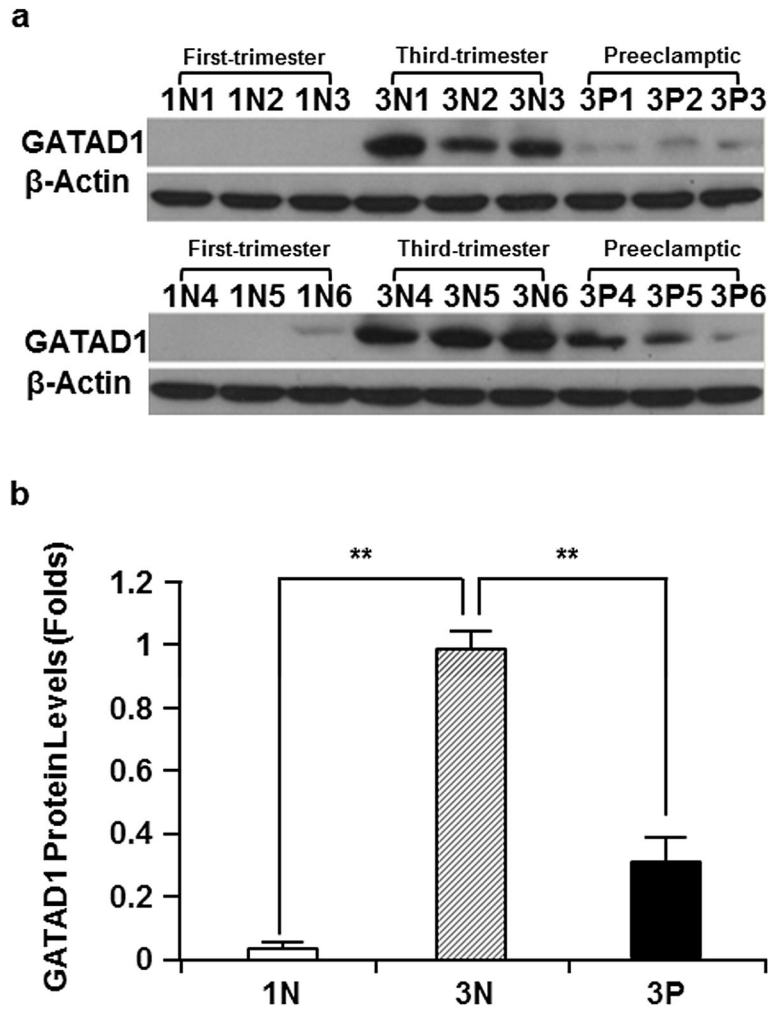 a
First-trimester Third-trimester Preeclamptic
1N1 1N2 1N3 3N1 3N2 3N3 3P1 3P2 3P3
GATAD1
β-Actin
First-trimester Third-trimester Preeclamptic
1N4 1N5 1N6 3N4 3N5 3N6 3P4 3P5 3P6
GATAD1
β-Actin
b
GATAD1 Protein Levels (Folds)
** **
1.2
1
0.8
0.6
0.4
0.2
0
1N 3N 3P